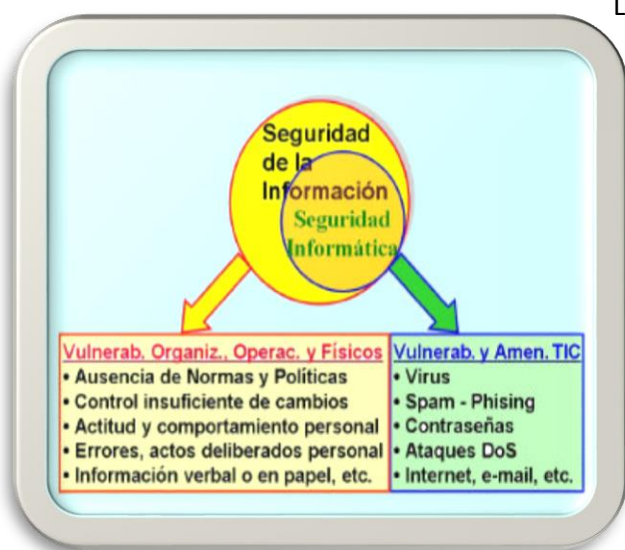 L
Seguridad
de la
Información
Seguridad
Informática
Vulnerab. Organiz., Operac. y Físicos
• Ausencia de Normas y Políticas
• Control insuficiente de cambios
• Actitud y comportamiento personal
• Errores, actos deliberados personal
• Información verbal o en papel, etc.
Vulnerab. y Amen. TIC
• Virus
• Spam - Phising
• Contraseñas
• Ataques DoS
• Internet, e-mail, etc.